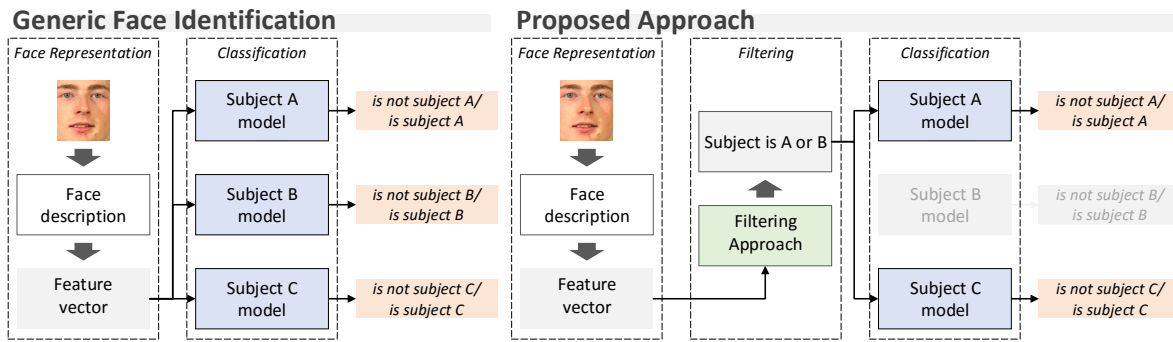 Generic Face Identification
Face Representation
Classification
Face
description
Feature
vector
Subject A
model
is not subject A/
is subject A
Subject B
model
is not subject B/
is subject B
Subject C
model
is not subject C/
is subject C
Proposed Approach
Face Representation
Filtering
Classification
Face
description
Feature
vector
Subject is A or B
Filtering
Approach
Subject A
model
is not subject A/
is subject A
Subject B
model
is not subject B/
is subject B
Subject C
model
is not subject C/
is subject C